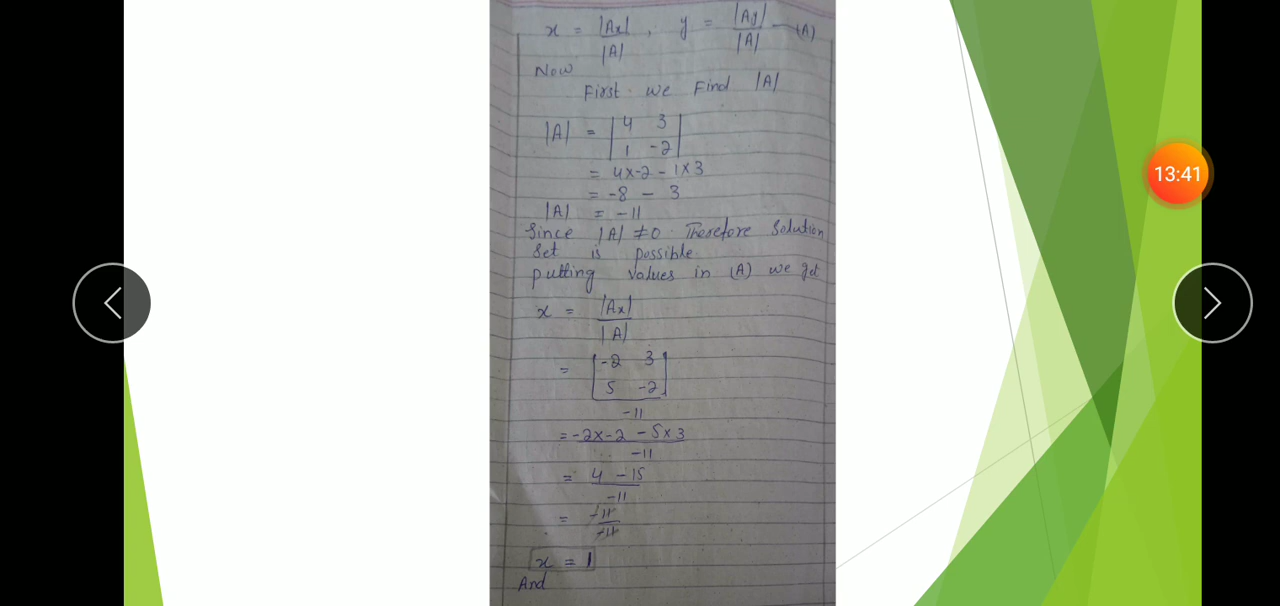 x = |Ax| / |A| , y = |Ay| / |A| — (A)
Now
First we Find |A|
|A| = | 4 3 |
| 1 -2 |
= 4x-2 - 1x3
= -8 - 3
|A| = -11
Since |A| ≠0 Therefore Solution
Set is possible.
putting values in (A) we get
x = |Ax| / |A|
= | -2 3 |
| 5 -2 |
-11
= -2x-2 - 5x3
-11
= 4 - 15
-11
= -11
-11
x = 1
And
13:41